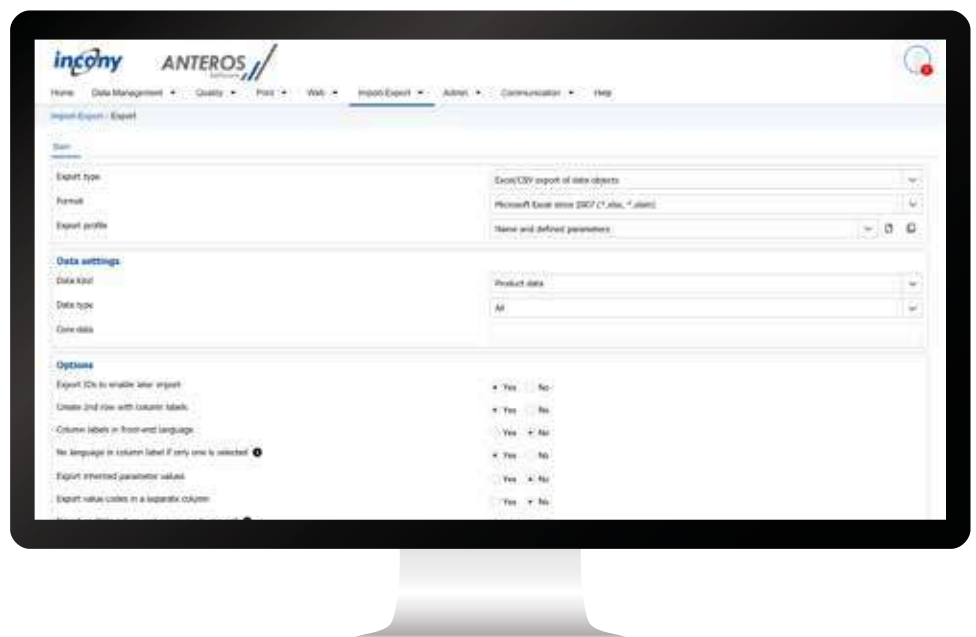 incony ANTEROS
Software
Home Data Management Quality Print Web Import-Export Admin Communication Help
Import-Export / Export
Start
Export type Excel/CSV export of data objects
Format Microsoft Excel since 2007 (*.xlsx, *.xlsm)
Export profile Name and defined parameters
Data settings
Data kind Product data
Data type All
Core data
Options
Export IDs to enable later import Yes No
Create 2nd row with column labels Yes No
Column labels in front-end language Yes No
No language in column label if only one is selected Yes No
Export inherited parameter values Yes No
Export value codes in a separate column Yes No